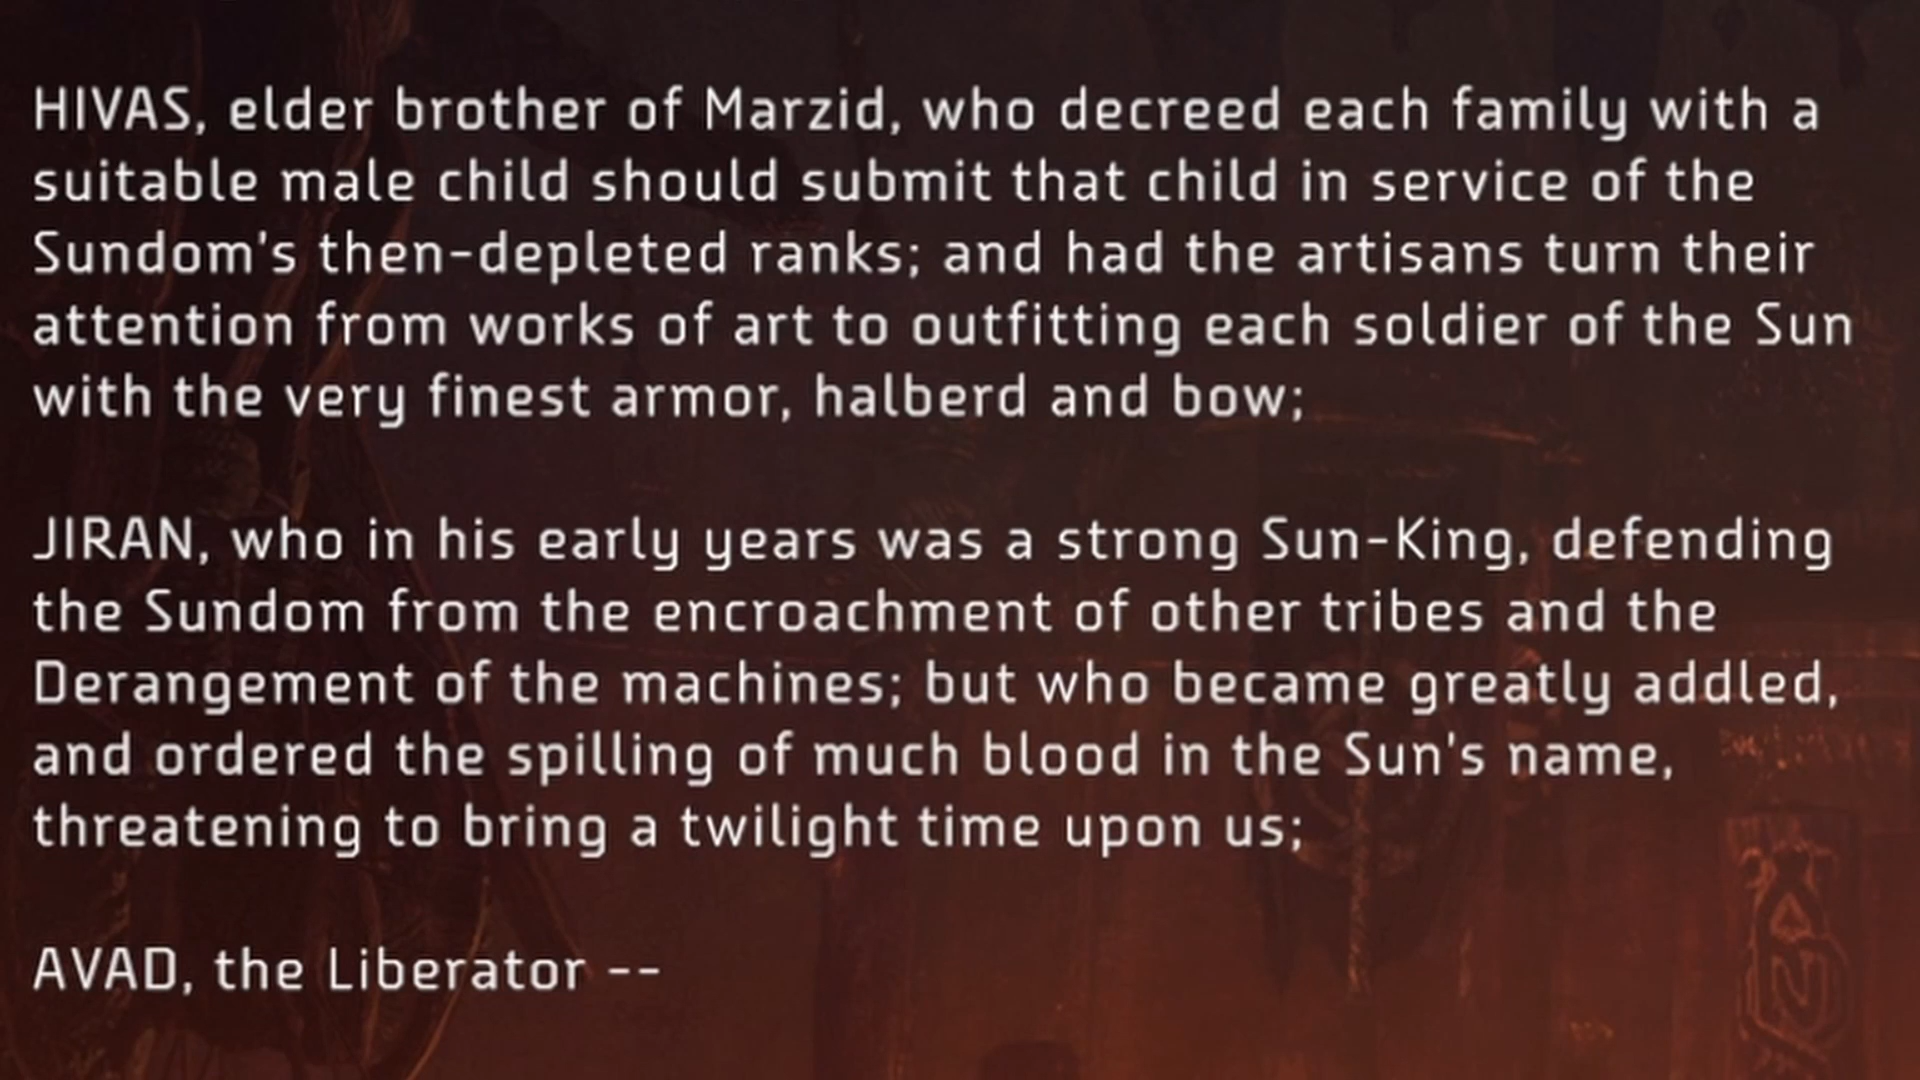 HIVAS, elder brother of Marzid, who decreed each family with a
suitable male child should submit that child in service of the
Sundom's then-depleted ranks; and had the artisans turn their
attention from works of art to outfitting each soldier of the Sun
with the very finest armor, halberd and bow;
JIRAN, who in his early years was a strong Sun-King, defending
the Sundom from the encroachment of other tribes and the
Derangement of the machines; but who became greatly addled,
and ordered the spilling of much blood in the Sun's name,
threatening to bring a twilight time upon us;
AVAD, the Liberator --